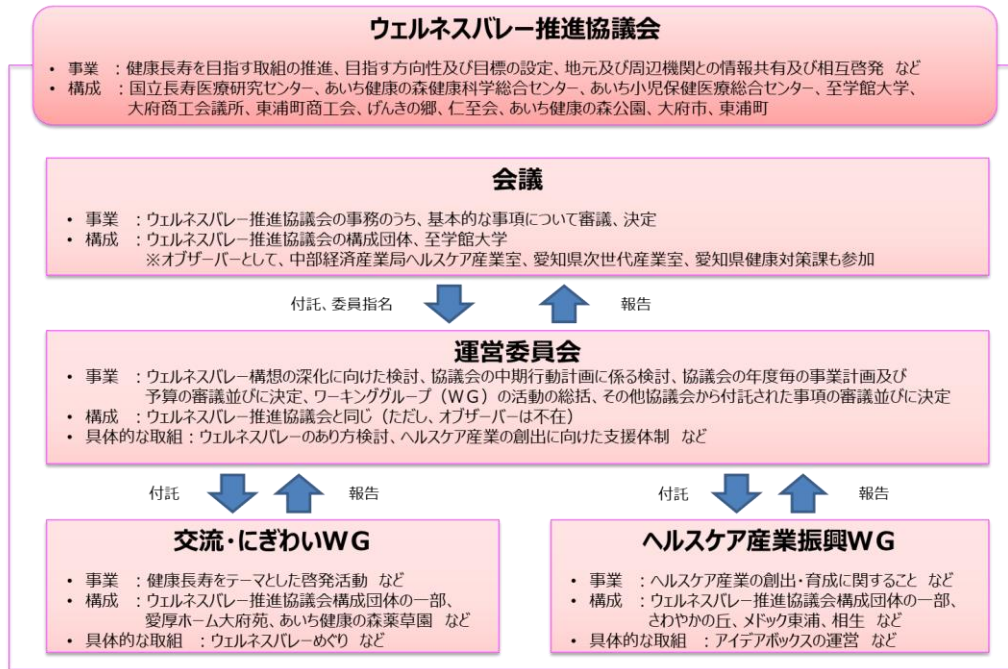 ウェルネスバレー推進協議会
• 事業 ：健康長寿を目指す取組の推進、目指す方向性及び目標の設定、地元及び周辺機関との情報共有及び相互啓発 など
• 構成 ：国立長寿医療研究センター、あいち健康の森健康科学総合センター、あいち小児保健医療総合センター、至学館大学、
大府商工会議所、東浦町商工会、げんきの郷、仁至会、あいち健康の森公園、大府市、東浦町
会議
• 事業 ：ウェルネスバレー推進協議会の事務のうち、基本的な事項について審議、決定
• 構成 ：ウェルネスバレー推進協議会の構成団体、至学館大学
※オブザーバーとして、中部経済産業局ヘルスケア産業室、愛知県次世代産業室、愛知県健康対策課も参加
付託、委員指名 報告
運営委員会
• 事業 ：ウェルネスバレー構想の深化に向けた検討、協議会の中期行動計画に係る検討、協議会の年度毎の事業計画及び
予算の審議並びに決定、ワーキンググループ（WG）の活動の総括、その他協議会から付託された事項の審議並びに決定
• 構成 ：ウェルネスバレー推進協議会と同じ（ただし、オブザーバーは不在）
• 具体的な取組：ウェルネスバレーのあり方検討、ヘルスケア産業の創出に向けた支援体制 など
付託 報告 付託 報告
交流・にぎわいWG
• 事業 ：健康長寿をテーマとした啓発活動 など
• 構成 ：ウェルネスバレー推進協議会構成団体の一部、
愛厚ホーム大府苑、あいち健康の森薬草園 など
• 具体的な取組 ：ウェルネスバレーめぐり など
ヘルスケア産業振興WG
• 事業 ：ヘルスケア産業の創出・育成に関すること など
• 構成 ：ウェルネスバレー推進協議会構成団体の一部、
さわやかの丘、メドック東浦、相生 など
• 具体的な取組 ：アイデアボックスの運営 など